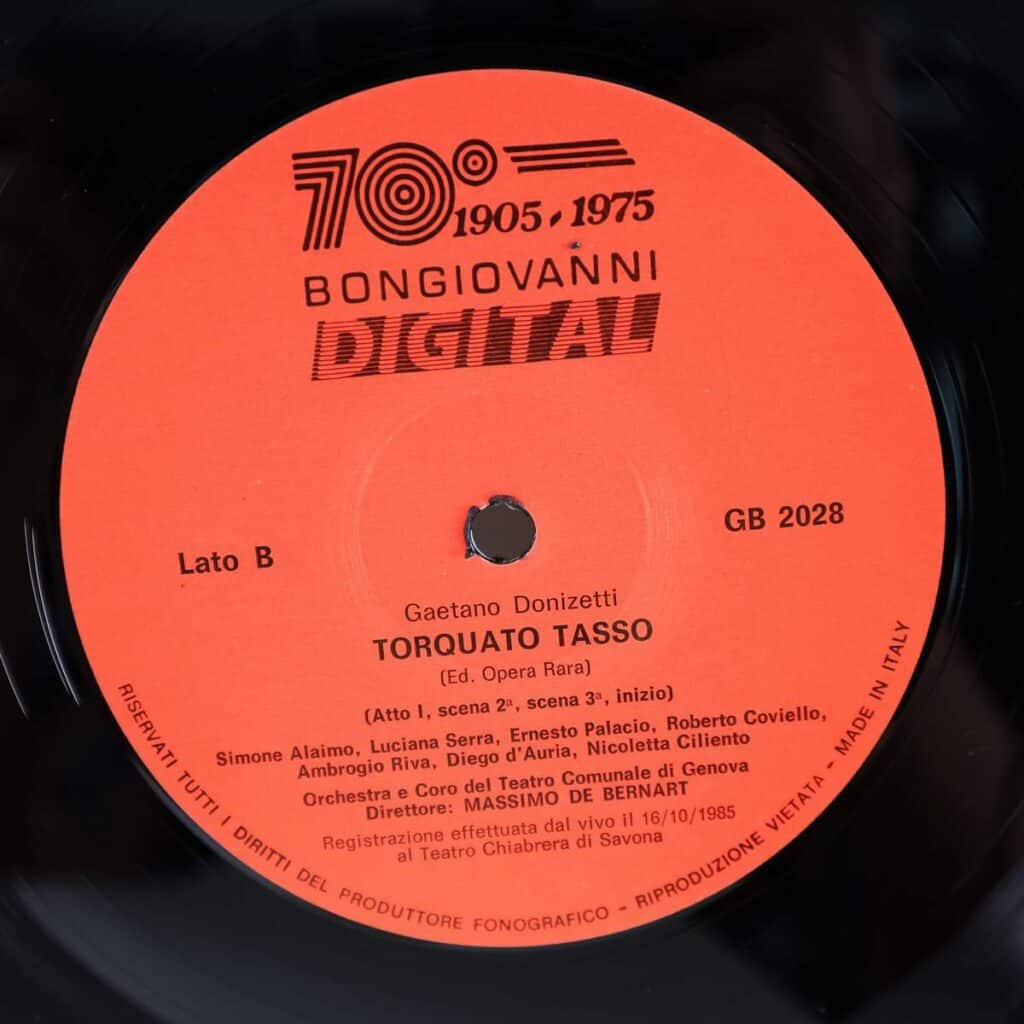 70°
1905-1975
BONGIOVANNI
DIGITAL
Lato B
GB 2028
Gaetano Donizetti
TORQUATO TASSO
(Ed. Opera Rara)
(Atto I, scena 2ª, scena 3ª, inizio)
Simone Alaimo, Luciana Serra, Ernesto Palacio, Roberto Coviello,
Ambrogio Riva, Diego d'Auria, Nicoletta Ciliento
Orchestra e Coro del Teatro Comunale di Genova
Direttore: MASSIMO DE BERNART
Registrazione effettuata dal vivo il 16/10/1985
al Teatro Chiabrera di Savona
RISERVATI TUTTI I DIRITTI DEL PRODUTTORE FONOGRAFICO - RIPRODUZIONE VIETATA - MADE IN ITALY